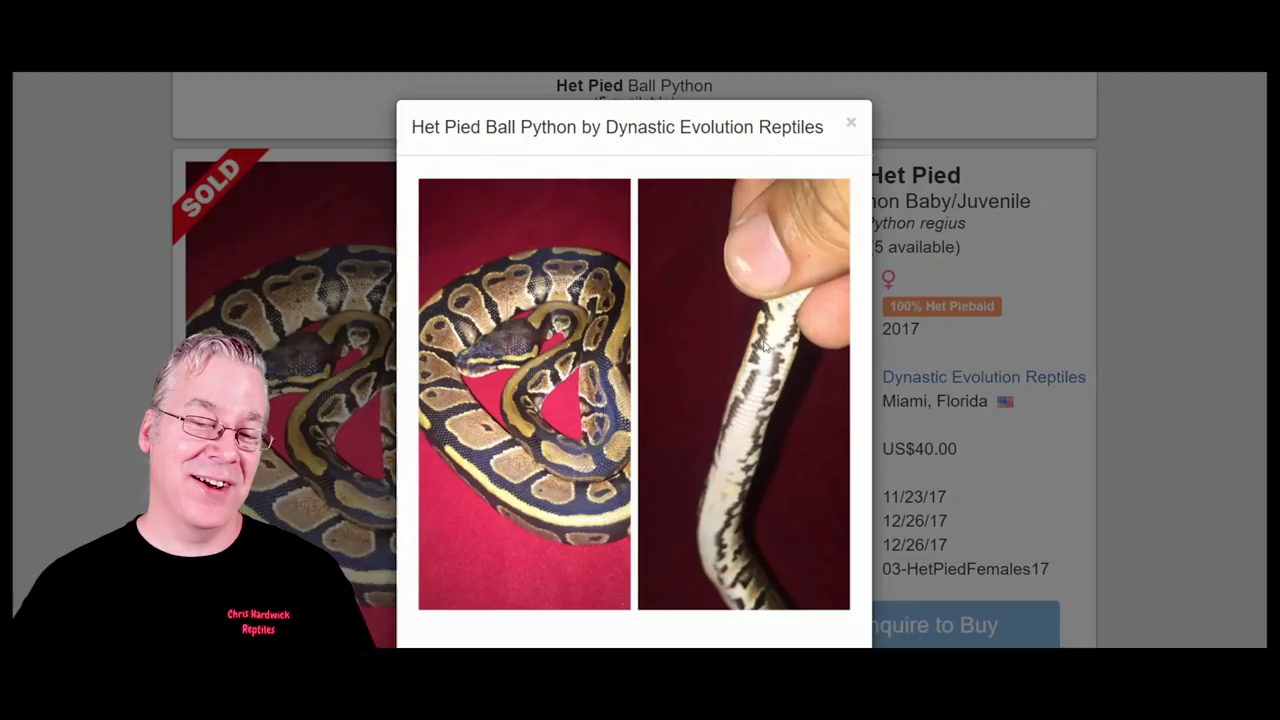 Het Pied Ball Python
Het Pied Ball Python by Dynastic Evolution Reptiles ×
SOLD
Het Pied
Baby/Juvenile
Python regius
(5 available)
♀
100% Het Piebald
2017
Dynastic Evolution Reptiles
Miami, Florida
US$40.00
11/23/17
12/26/17
12/26/17
03-HetPiedFemales17
to Buy
Chris Hardwick
Reptiles